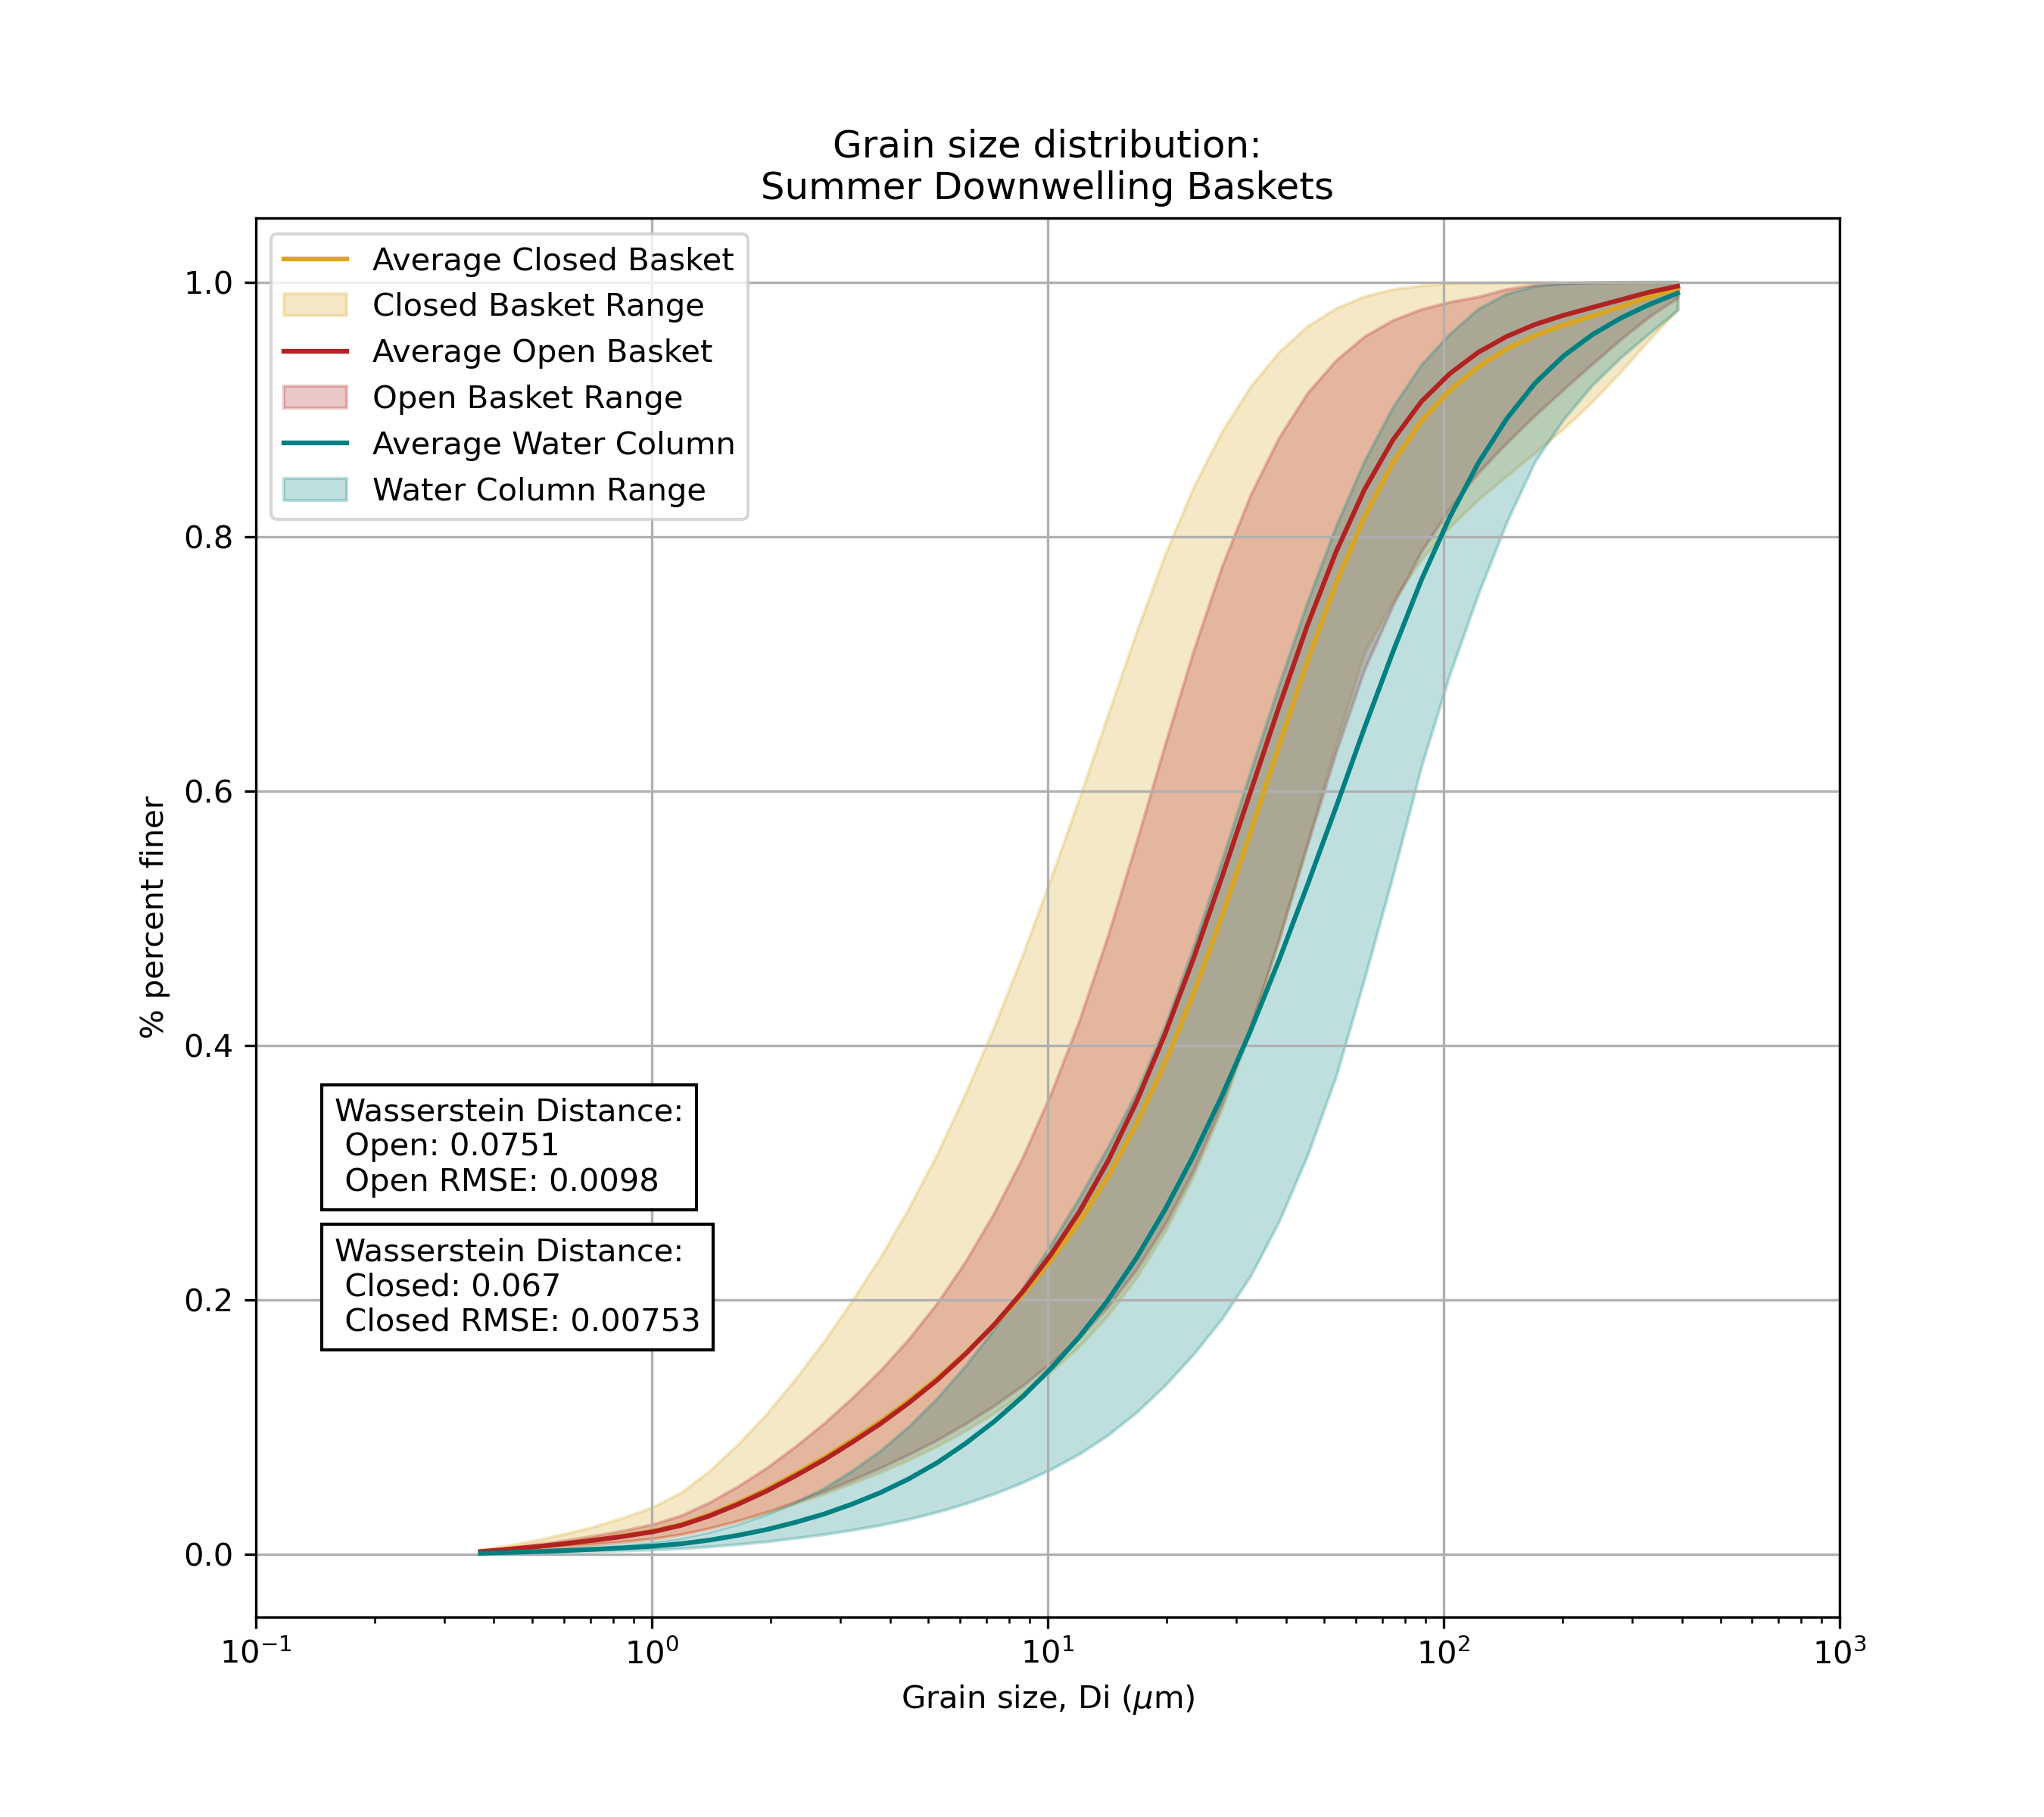 Grain size distribution:
Summer Downwelling Baskets
Average Closed Basket
Closed Basket Range
Average Open Basket
Open Basket Range
Average Water Column
Water Column Range
1.0
0.8
0.6
0.4
0.2
0.0
% percent finer
Wasserstein Distance:
Open: 0.0751
Open RMSE: 0.0098
Wasserstein Distance:
Closed: 0.067
Closed RMSE: 0.00753
10⁻¹ 10⁰ 10¹ 10² 10³
Grain size, Di (μm)